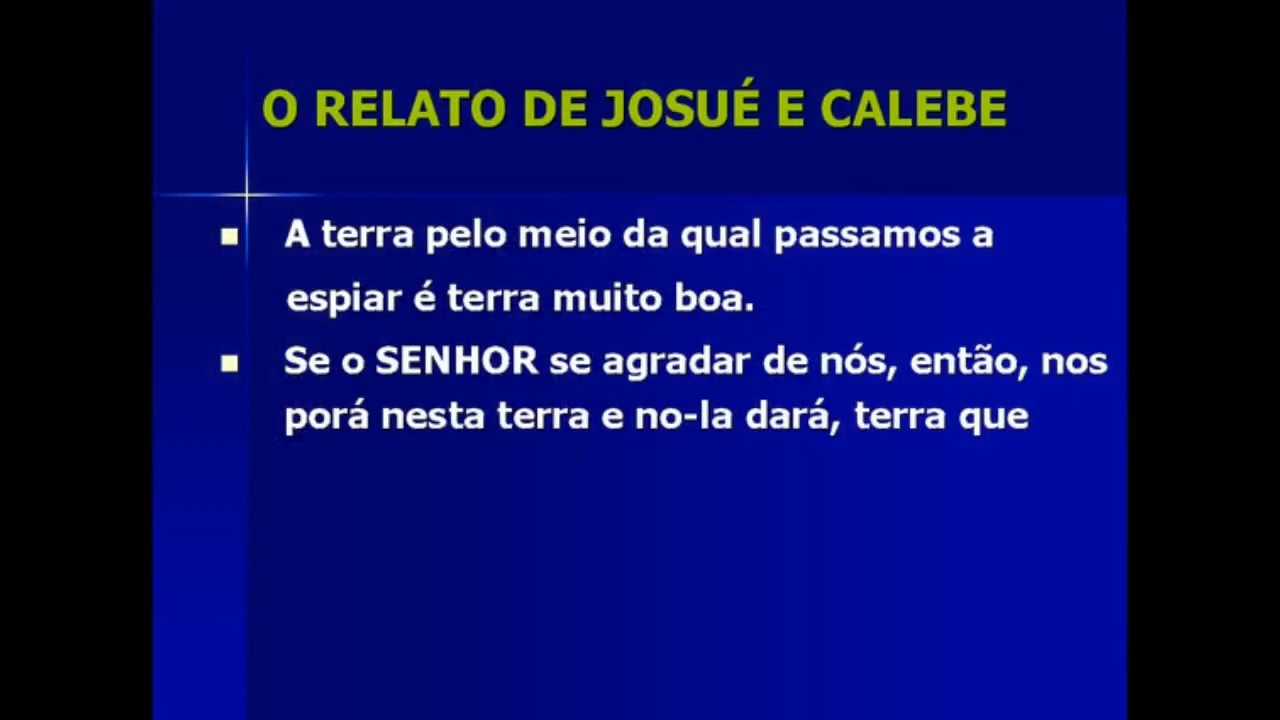 O RELATO DE JOSUÉ E CALEBE
A terra pelo meio da qual passamos a
espiar é terra muito boa.
Se o SENHOR se agradar de nós, então, nos
porá nesta terra e no-la dará, terra que